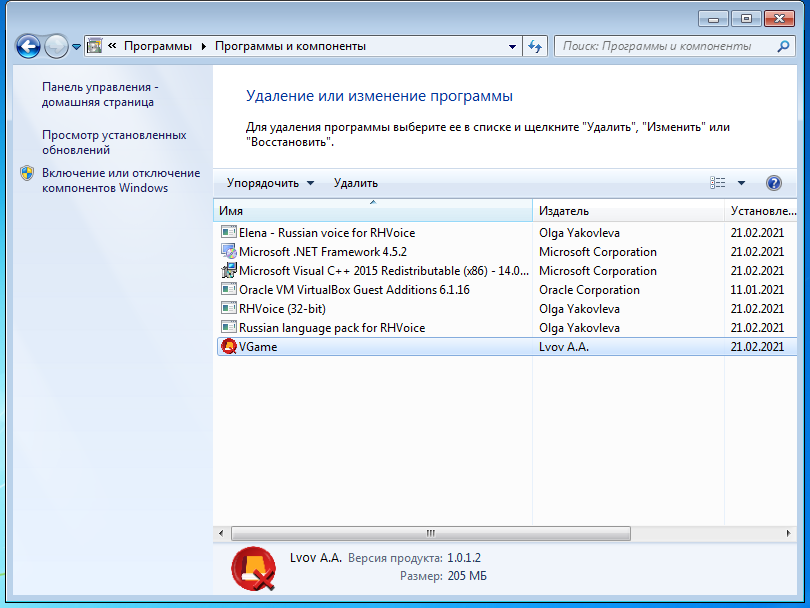 « Программы ▸ Программы и компоненты
Поиск: Программы и компоненты
Панель управления -
домашняя страница
Просмотр установленных
обновлений
Включение или отключение
компонентов Windows
Удаление или изменение программы
Для удаления программы выберите ее в списке и щелкните "Удалить", "Изменить" или
"Восстановить".
Упорядочить Удалить
Имя Издатель Установле...
Elena - Russian voice for RHVoice Olga Yakovleva 21.02.2021
Microsoft .NET Framework 4.5.2 Microsoft Corporation 21.02.2021
Microsoft Visual C++ 2015 Redistributable (x86) - 14.0... Microsoft Corporation 21.02.2021
Oracle VM VirtualBox Guest Additions 6.1.16 Oracle Corporation 11.01.2021
RHVoice (32-bit) Olga Yakovleva 21.02.2021
Russian language pack for RHVoice Olga Yakovleva 21.02.2021
VGame Lvov A.A. 21.02.2021
Lvov A.A. Версия продукта: 1.0.1.2
Размер: 205 МБ